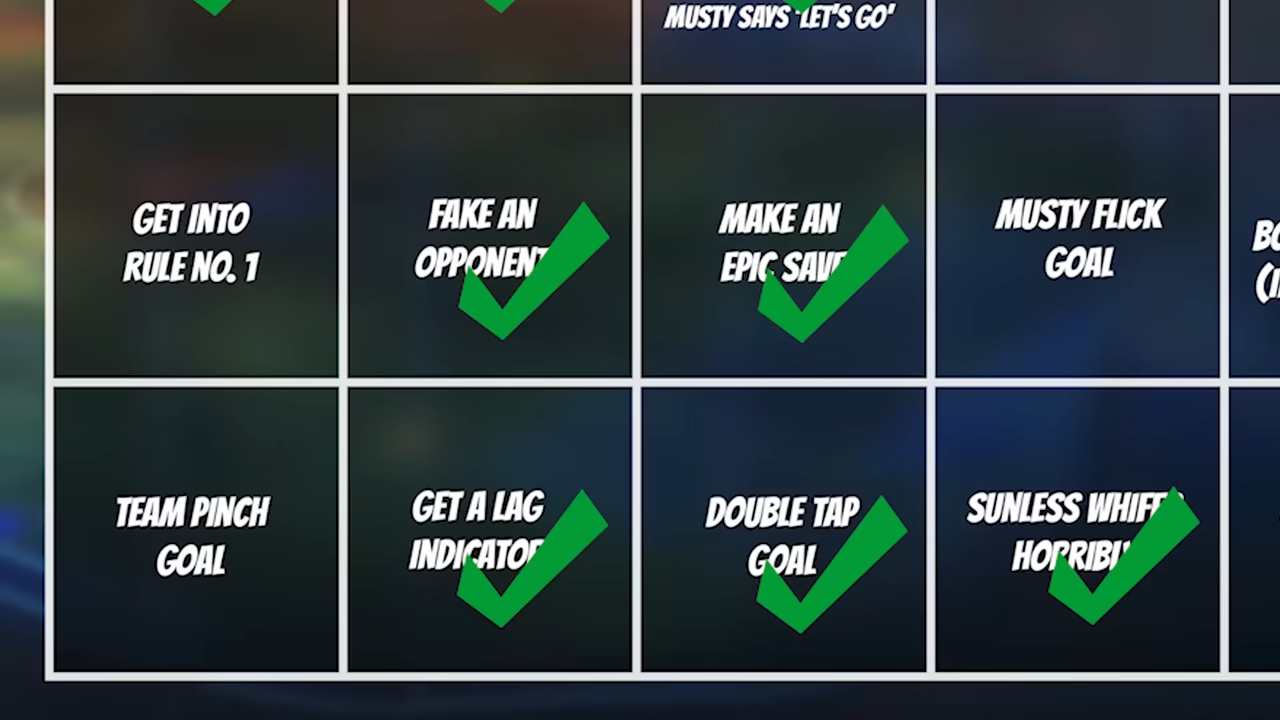 MUSTY SAYS 'LET'S GO'
GET INTO
RULE NO. 1
FAKE AN
OPPONENT
MAKE AN
EPIC SAVE
MUSTY FLICK
GOAL
TEAM PINCH
GOAL
GET A LAG
INDICATOR
DOUBLE TAP
GOAL
SUNLESS WHIFFS
HORRIBLY